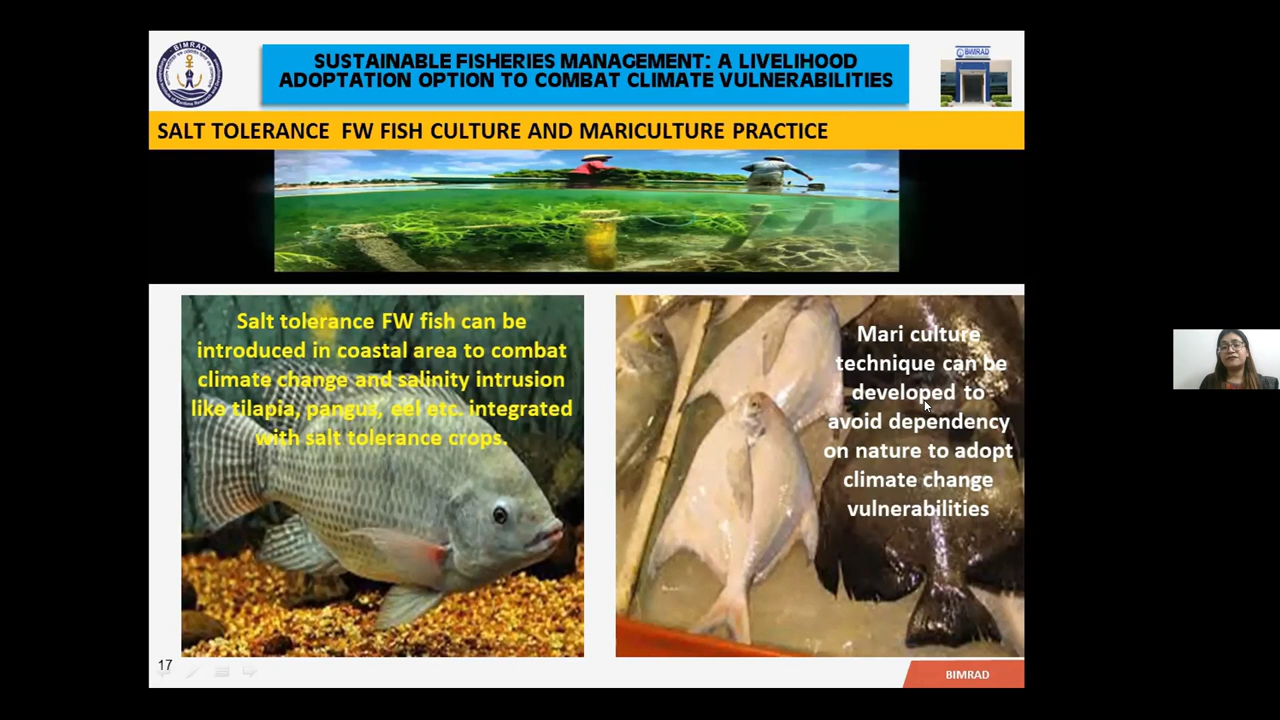 BIMRAD
SUSTAINABLE FISHERIES MANAGEMENT: A LIVELIHOOD
ADOPTATION OPTION TO COMBAT CLIMATE VULNERABILITIES
BIMRAD
SALT TOLERANCE FW FISH CULTURE AND MARICULTURE PRACTICE
Salt tolerance FW fish can be
introduced in coastal area to combat
climate change and salinity intrusion
like tilapia, pangus, eel etc. integrated
with salt tolerance crops.
Mari culture
technique can be
developed to
avoid dependency
on nature to adopt
climate change
vulnerabilities
17
BIMRAD